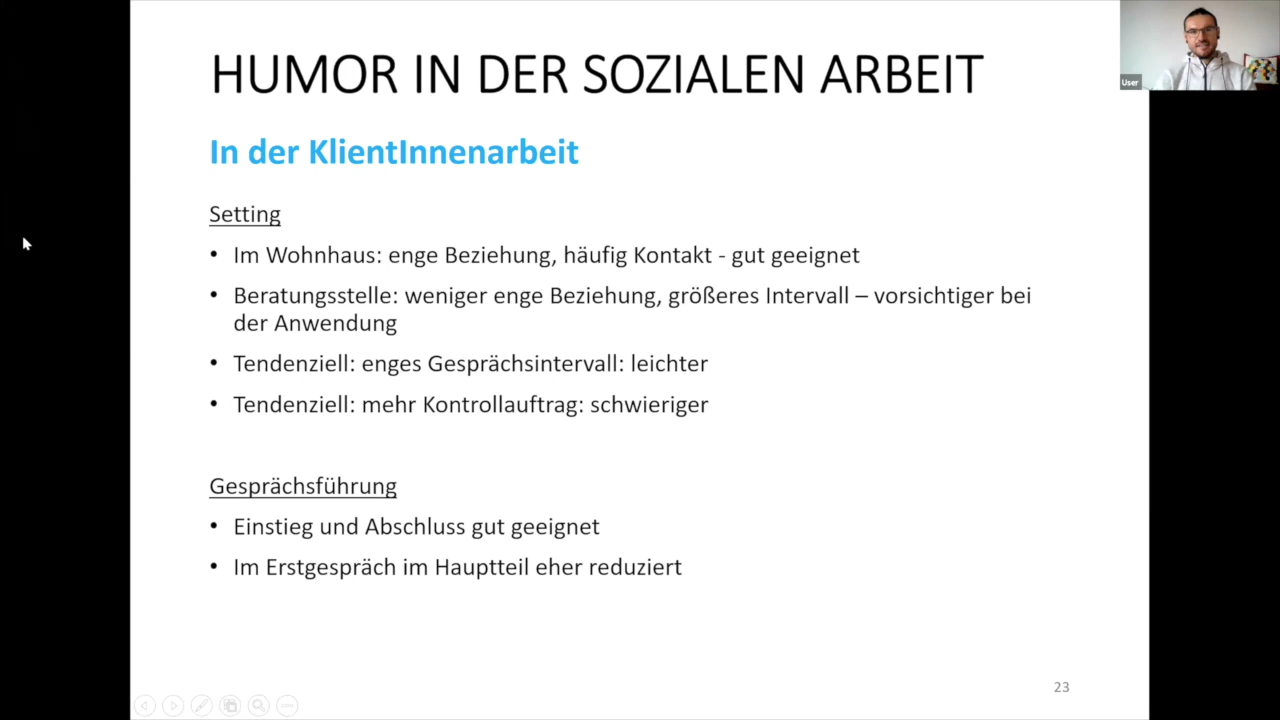 HUMOR IN DER SOZIALEN ARBEIT
User
In der KlientInnenarbeit
Setting
• Im Wohnhaus: enge Beziehung, häufig Kontakt - gut geeignet
• Beratungsstelle: weniger enge Beziehung, größeres Intervall – vorsichtiger bei
der Anwendung
• Tendenziell: enges Gesprächsintervall: leichter
• Tendenziell: mehr Kontrollauftrag: schwieriger
Gesprächsführung
• Einstieg und Abschluss gut geeignet
• Im Erstgespräch im Hauptteil eher reduziert
23